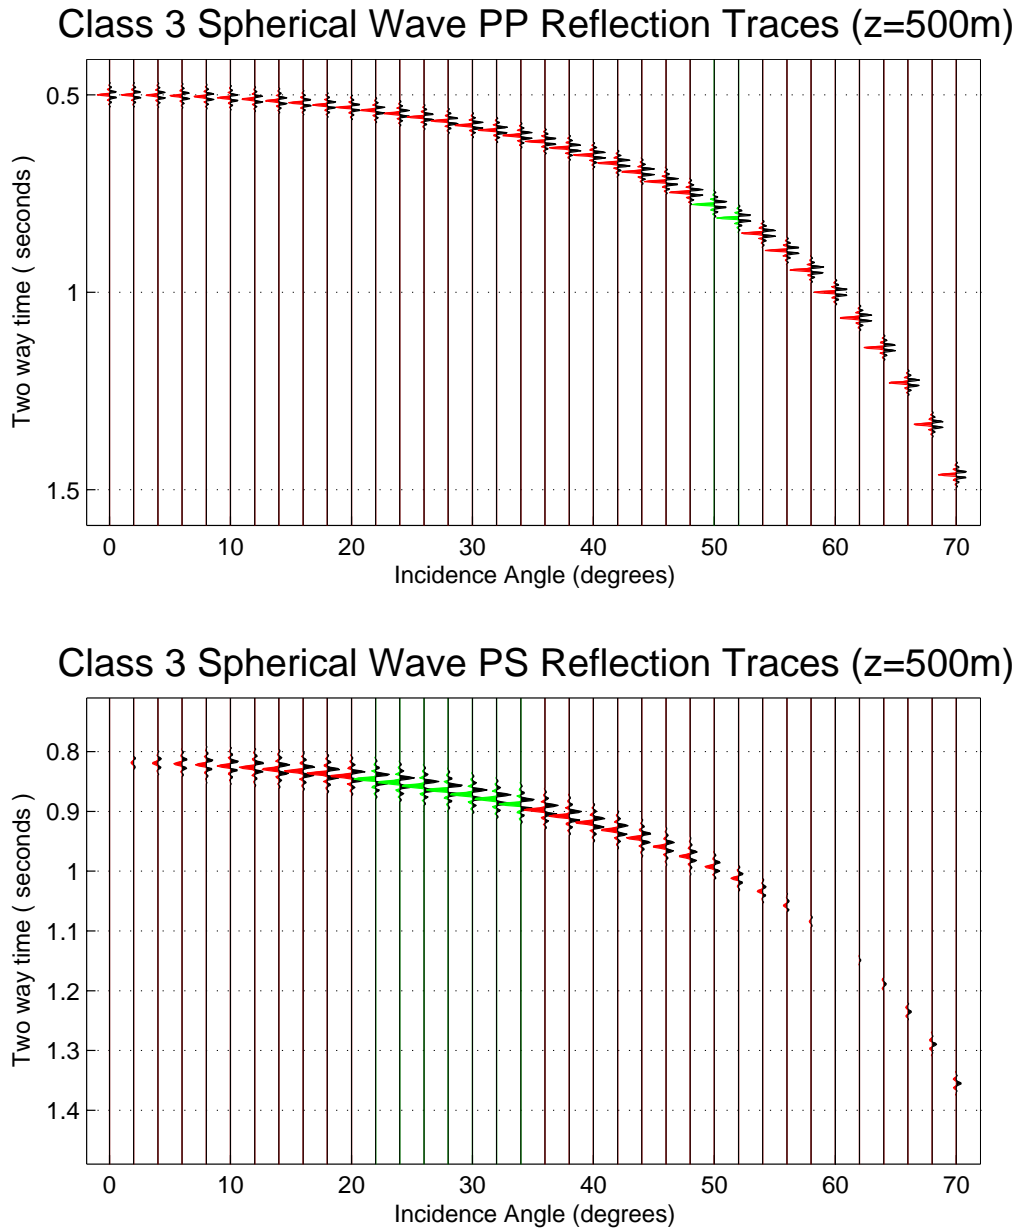 Class 3 Spherical Wave PP Reflection Traces (z=500m)
0.5
1
1.5
Two way time ( seconds )
0 10 20 30 40 50 60 70
Incidence Angle (degrees)
Class 3 Spherical Wave PS Reflection Traces (z=500m)
0.8
0.9
1
1.1
1.2
1.3
1.4
Two way time ( seconds )
0 10 20 30 40 50 60 70
Incidence Angle (degrees)